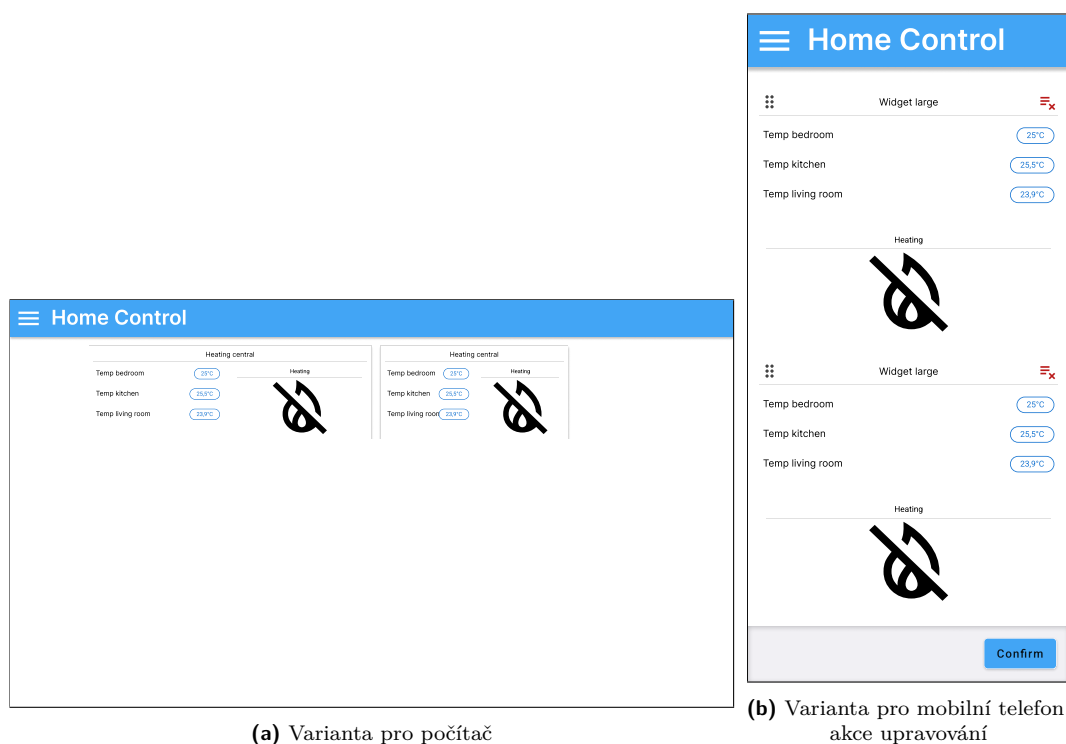 Home Control
Heating central
Temp bedroom 25°C
Heating
Temp kitchen 25,5°C
Temp living room 23,9°C
Heating central
Temp bedroom 25°C
Heating
Temp kitchen 25,5°C
Temp living room 23,9°C
(a) Varianta pro počítač
Home Control
Widget large
Temp bedroom 25°C
Temp kitchen 25,5°C
Temp living room 23,9°C
Heating
Widget large
Temp bedroom 25°C
Temp kitchen 25,5°C
Temp living room 23,9°C
Heating
Confirm
(b) Varianta pro mobilní telefon
akce upravování